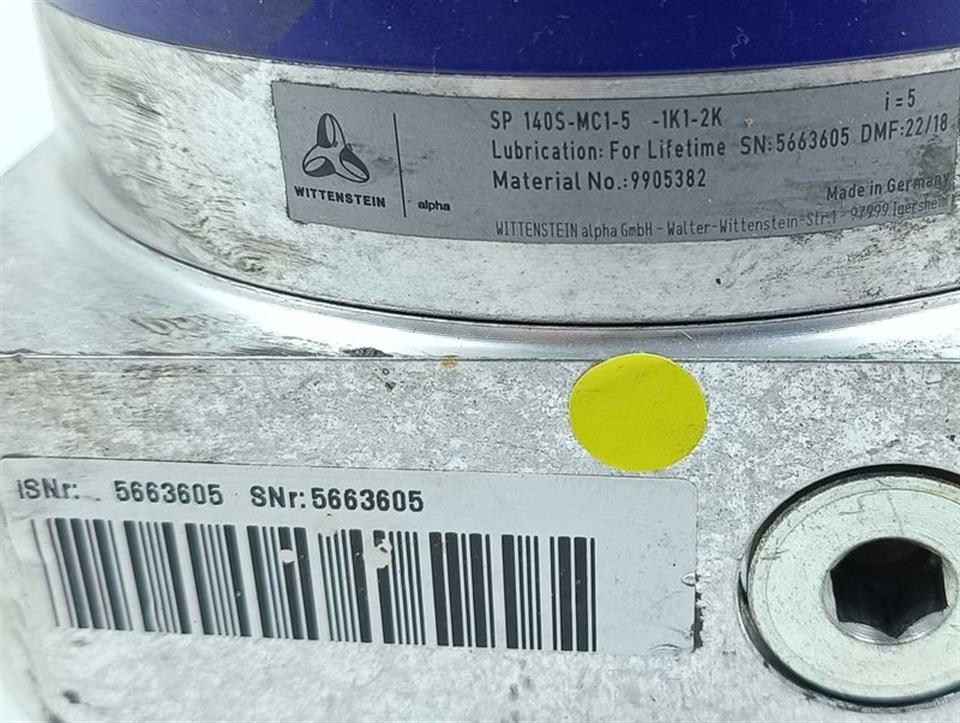 i=5
SP 140S-MC1-5 -1K1-2K
Lubrication: For Lifetime SN:5663605 DMF:22/18
Material No.:9905382
Made in Germany
WITTENSTEIN alpha
WITTENSTEIN alpha GmbH - Walter-Wittenstein-Str.1 - 97999 Igersheim
iSNr: 5663605 SNr:5663605